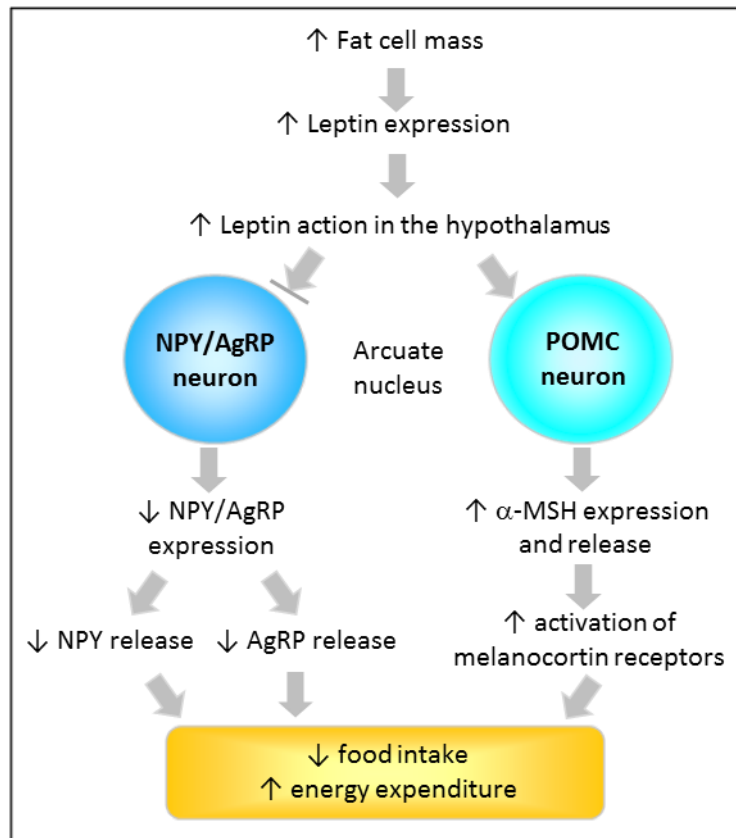 ↑ Fat cell mass
↑ Leptin expression
↑ Leptin action in the hypothalamus
NPY/AgRP
neuron
Arcuate
nucleus
POMC
neuron
↓ NPY/AgRP
expression
↑ α-MSH expression
and release
↓ NPY release
↓ AgRP release
↑ activation of
melanocortin receptors
↓ food intake
↑ energy expenditure